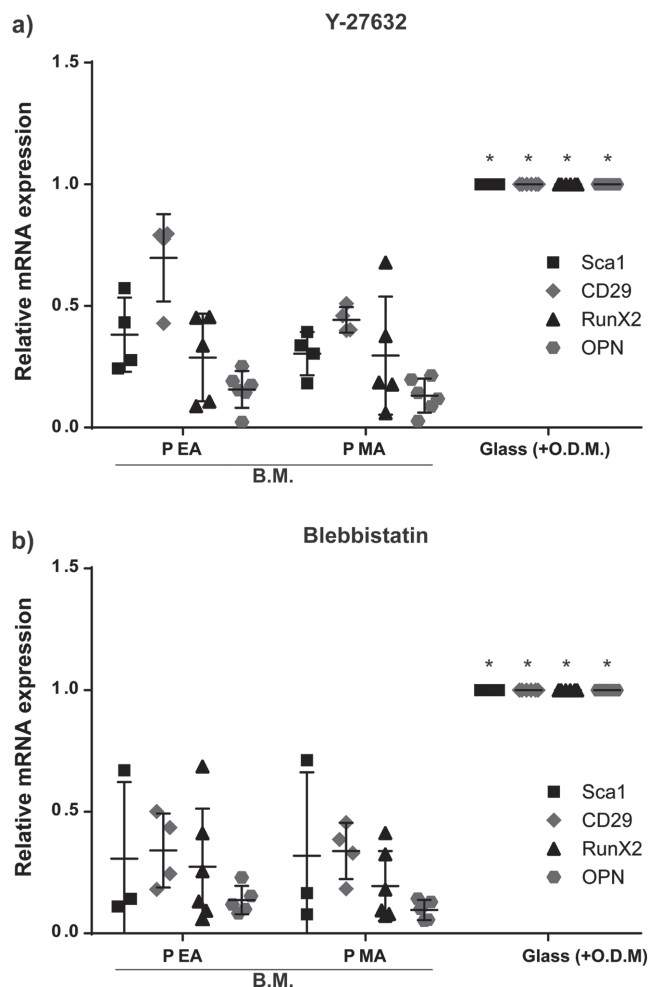 a)
Y-27632
Relative mRNA expression
1.5
1.0
0.5
0.0
* * * *
Sca1
CD29
RunX2
OPN
P EA
P MA
Glass (+O.D.M.)
B.M.
b)
Blebbistatin
Relative mRNA expression
1.5
1.0
0.5
0.0
* * * *
Sca1
CD29
RunX2
OPN
P EA
P MA
Glass (+O.D.M)
B.M.